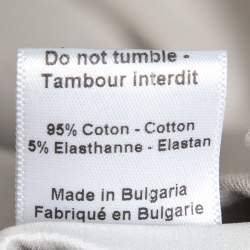 Do not tumble -
Tambour interdit
95% Coton - Cotton
5% Elasthanne - Elastan
Made in Bulgaria
Fabriqué en Bulgarie